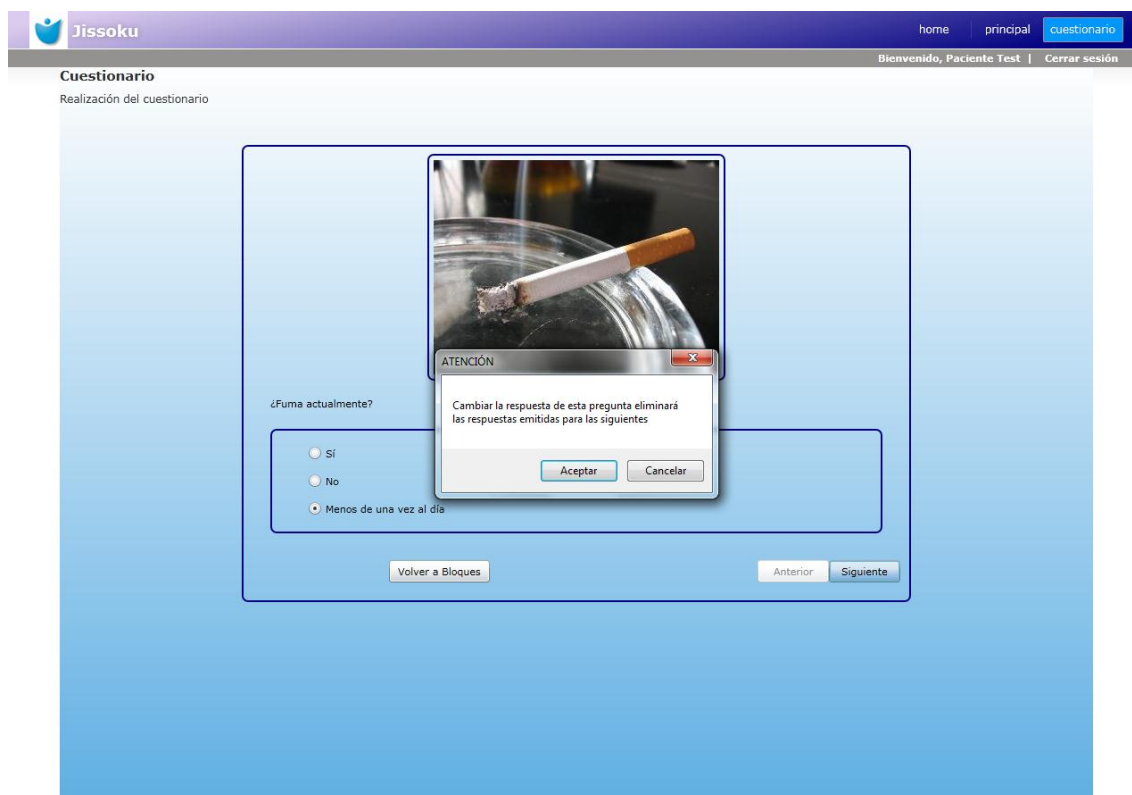 Jissoku
home principal cuestionario
Bienvenido, Paciente Test | Cerrar sesión
Cuestionario
Realización del cuestionario
ATENCIÓN
Cambiar la respuesta de esta pregunta eliminará
las respuestas emitidas para las siguientes
Aceptar Cancelar
¿Fuma actualmente?
Sí
No
Menos de una vez al día
Volver a Bloques Anterior Siguiente